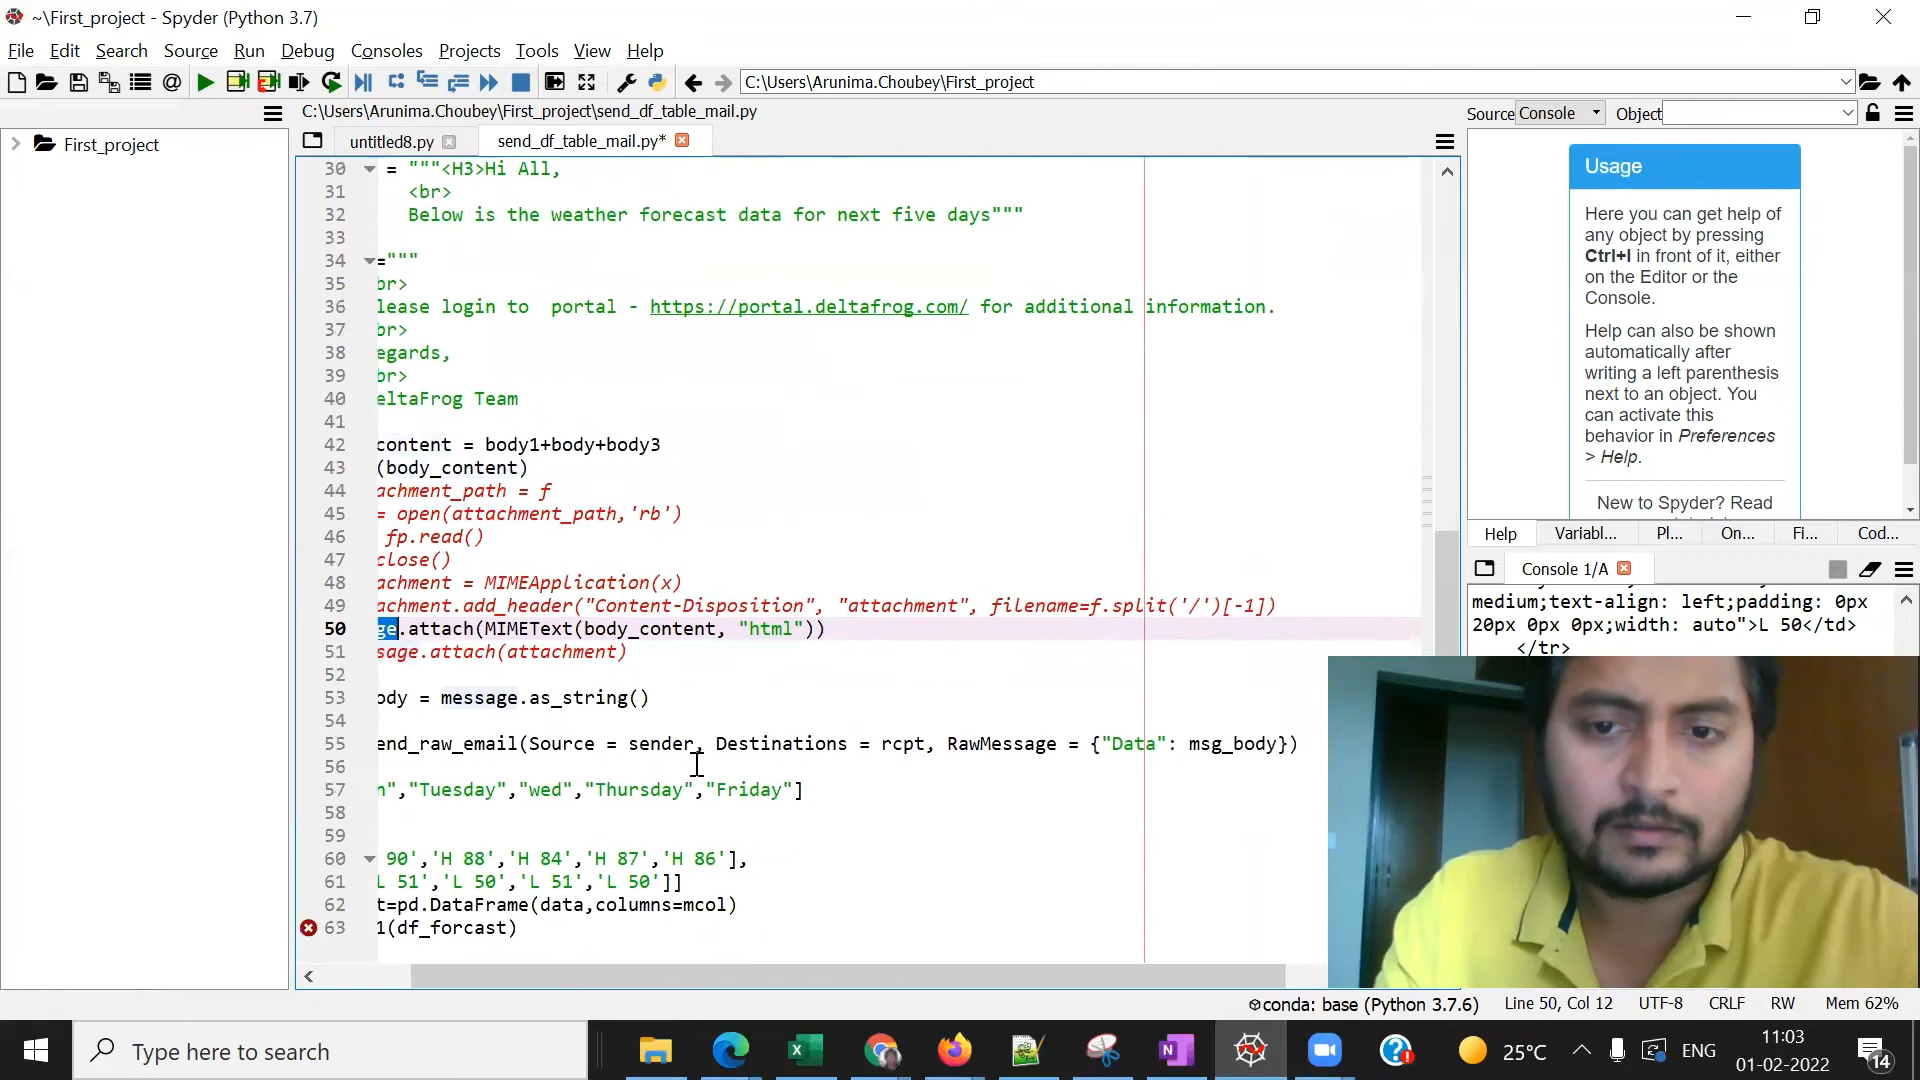 ~\First_project - Spyder (Python 3.7)
File Edit Search Source Run Debug Consoles Projects Tools View Help
C:\Users\Arunima.Choubey\First_project
C:\Users\Arunima.Choubey\First_project\send_df_table_mail.py
Source Console Object
First_project
untitled8.py
send_df_table_mail.py*
30 = """<H3>Hi All,
31 <br>
32 Below is the weather forecast data for next five days"""
33
34 ="""
35 br>
36 lease login to  portal - https://portal.deltafrog.com/ for additional information.
37 br>
38 egards,
39 br>
40 eltaFrog Team
41
42 content = body1+body+body3
43 (body_content)
44 achment_path = f
45 = open(attachment_path,'rb')
46 fp.read()
47 close()
48 achment = MIMEApplication(x)
49 achment.add_header("Content-Disposition", "attachment", filename=f.split('/')[-1])
50 ge.attach(MIMEText(body_content, "html"))
51 sage.attach(attachment)
52
53 ody = message.as_string()
54
55 end_raw_email(Source = sender, Destinations = rcpt, RawMessage = {"Data": msg_body})
56
57 n","Tuesday","wed","Thursday","Friday"]
58
59
60 90','H 88','H 84','H 87','H 86'],
61 L 51','L 50','L 51','L 50']]
62 t=pd.DataFrame(data,columns=mcol)
63 1(df_forcast)
Usage
Here you can get help of
any object by pressing
Ctrl+I in front of it, either
on the Editor or the
Console.
Help can also be shown
automatically after
writing a left parenthesis
next to an object. You
can activate this
behavior in Preferences
> Help.
New to Spyder? Read
Help Variabl... Pl... On... Fi... Cod...
Console 1/A
medium;text-align: left;padding: 0px
20px 0px 0px;width: auto">L 50</td>
</tr>
conda: base (Python 3.7.6) Line 50, Col 12 UTF-8 CRLF RW Mem 62%
Type here to search
25°C
ENG
11:03
01-02-2022
14